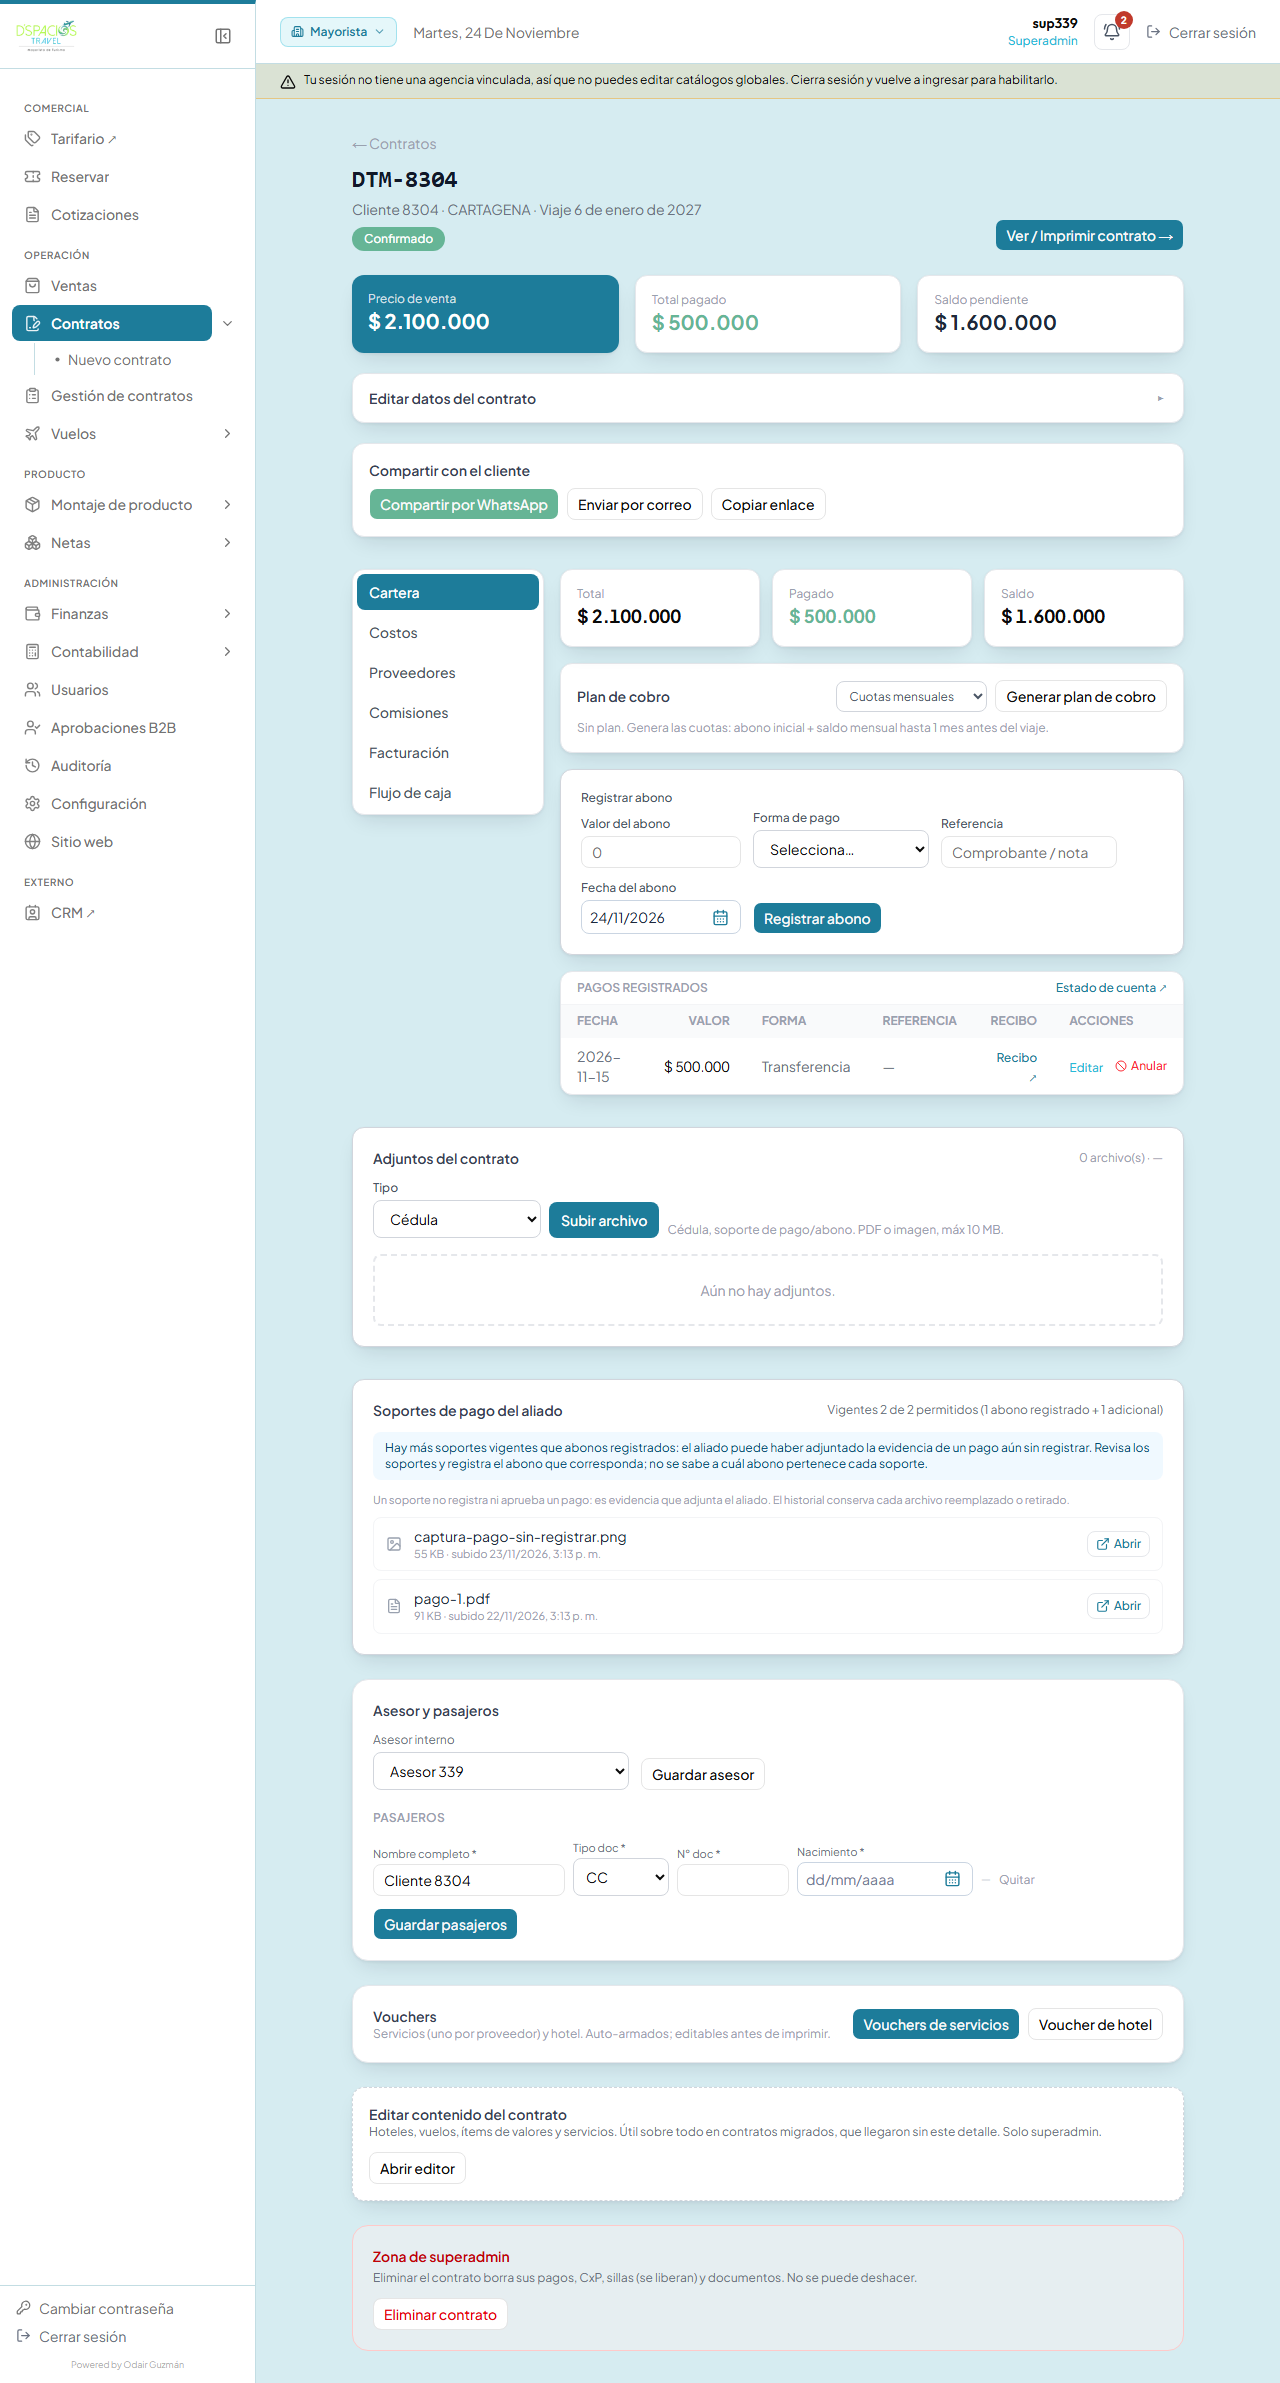 D'SPACIOS
TRAVEL
COMERCIAL
Tarifario ↗
Reservar
Cotizaciones
OPERACIÓN
Ventas
Contratos
• Nuevo contrato
Gestión de contratos
Vuelos
PRODUCTO
Montaje de producto
Netas
ADMINISTRACIÓN
Finanzas
Contabilidad
Usuarios
Aprobaciones B2B
Auditoría
Configuración
Sitio web
EXTERNO
CRM ↗
Cambiar contraseña
Cerrar sesión
Powered by Odair Guzmán
Mayorista
Martes, 24 De Noviembre
sup339
Superadmin
2
Cerrar sesión
Tu sesión no tiene una agencia vinculada, así que no puedes editar catálogos globales. Cierra sesión y vuelve a ingresar para habilitarlo.
← Contratos
DTM-8304
Cliente 8304 · CARTAGENA · Viaje 6 de enero de 2027
Confirmado
Ver / Imprimir contrato →
Precio de venta
$ 2.100.000
Total pagado
$ 500.000
Saldo pendiente
$ 1.600.000
Editar datos del contrato
Compartir con el cliente
Compartir por WhatsApp
Enviar por correo
Copiar enlace
Cartera
Costos
Proveedores
Comisiones
Facturación
Flujo de caja
Total
$ 2.100.000
Pagado
$ 500.000
Saldo
$ 1.600.000
Plan de cobro
Cuotas mensuales
Generar plan de cobro
Sin plan. Genera las cuotas: abono inicial + saldo mensual hasta 1 mes antes del viaje.
Registrar abono
Valor del abono
0
Forma de pago
Selecciona...
Referencia
Comprobante / nota
Fecha del abono
24/11/2026
Registrar abono
PAGOS REGISTRADOS
Estado de cuenta ↗
FECHA VALOR FORMA REFERENCIA RECIBO ACCIONES
2026-11-15 $ 500.000 Transferencia — Recibo ↗ Editar Anular
Adjuntos del contrato
0 archivo(s) · —
Tipo
Cédula
Subir archivo
Cédula, soporte de pago/abono. PDF o imagen, máx 10 MB.
Aún no hay adjuntos.
Soportes de pago del aliado
Vigentes 2 de 2 permitidos (1 abono registrado + 1 adicional)
Hay más soportes vigentes que abonos registrados: el aliado puede haber adjuntado la evidencia de un pago aún sin registrar. Revisa los
soportes y registra el abono que corresponda; no se sabe a cuál abono pertenece cada soporte.
Un soporte no registra ni aprueba un pago: es evidencia que adjunta el aliado. El historial conserva cada archivo reemplazado o retirado.
captura-pago-sin-registrar.png
55 KB · subido 23/11/2026, 3:13 p. m.
Abrir
pago-1.pdf
91 KB · subido 22/11/2026, 3:13 p. m.
Abrir
Asesor y pasajeros
Asesor interno
Asesor 339
Guardar asesor
PASAJEROS
Nombre completo *
Cliente 8304
Tipo doc *
CC
N° doc *
Nacimiento *
dd/mm/aaaa
— Quitar
Guardar pasajeros
Vouchers
Servicios (uno por proveedor) y hotel. Auto-armados; editables antes de imprimir.
Vouchers de servicios
Voucher de hotel
Editar contenido del contrato
Hoteles, vuelos, ítems de valores y servicios. Útil sobre todo en contratos migrados, que llegaron sin este detalle. Solo superadmin.
Abrir editor
Zona de superadmin
Eliminar el contrato borra sus pagos, CxP, sillas (se liberan) y documentos. No se puede deshacer.
Eliminar contrato